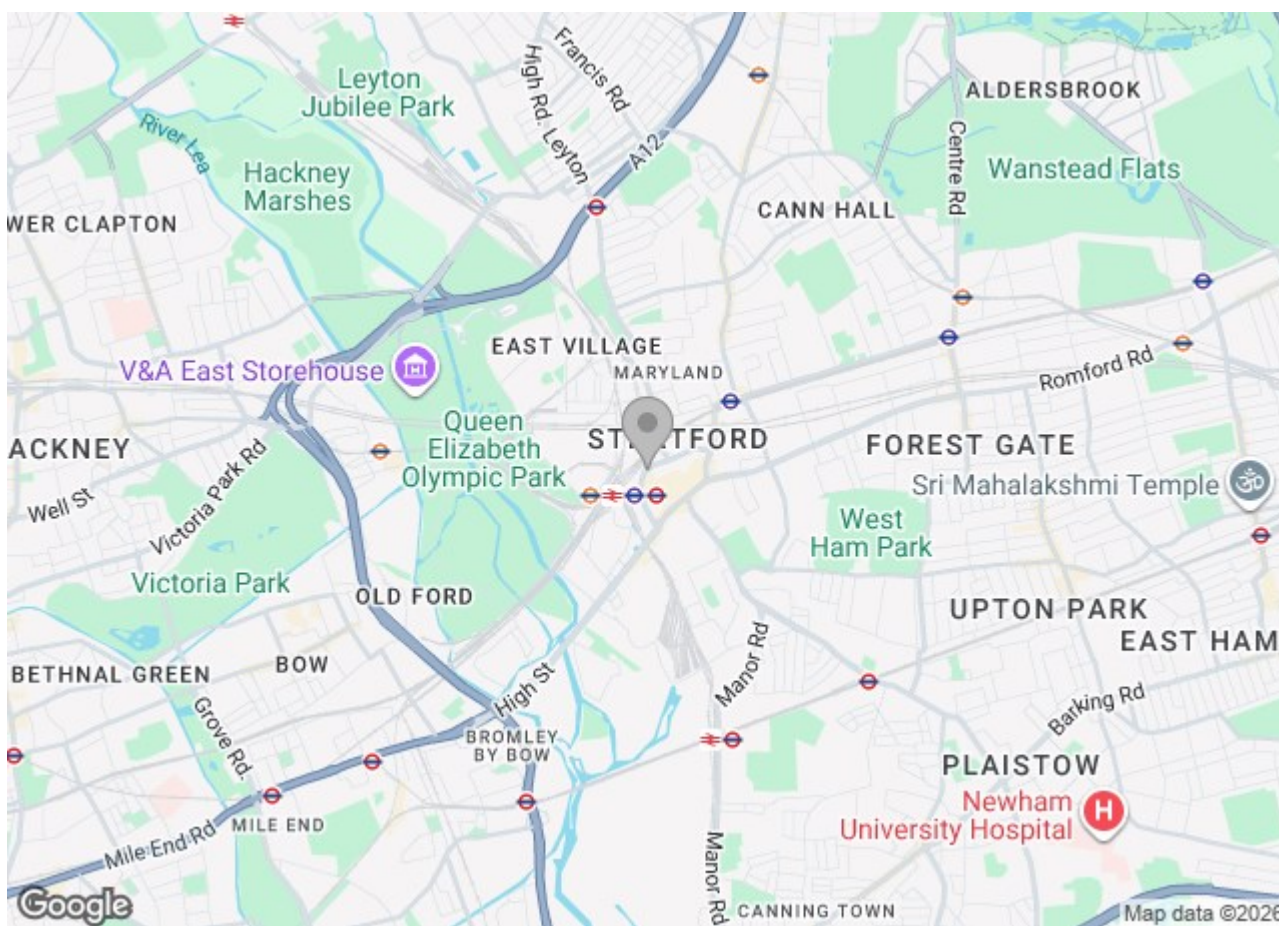 Francis Rd
High Rd. Leyton
Leyton
Jubilee Park
ALDERSBROOK
River Lea
A12
Centre Rd
Hackney
Marshes
Wanstead Flats
WER CLAPTON
CANN HALL
EAST VILLAGE
MARYLAND
V&A East Storehouse
Romford Rd
Queen
Elizabeth
Olympic Park
STRATFORD
FOREST GATE
ACKNEY
Victoria Park Rd
Well St
Sri Mahalakshmi Temple
West
Ham Park
Victoria Park
OLD FORD
UPTON PARK
EAST HAM
BOW
BETHNAL GREEN
High St
Manor Rd
Grove Rd.
Barking Rd
BROMLEY
BY BOW
PLAISTOW
Newham
University Hospital
H
MILE END
Mile End Rd
Manor Rd
Google
CANNING TOWN
Map data ©2026